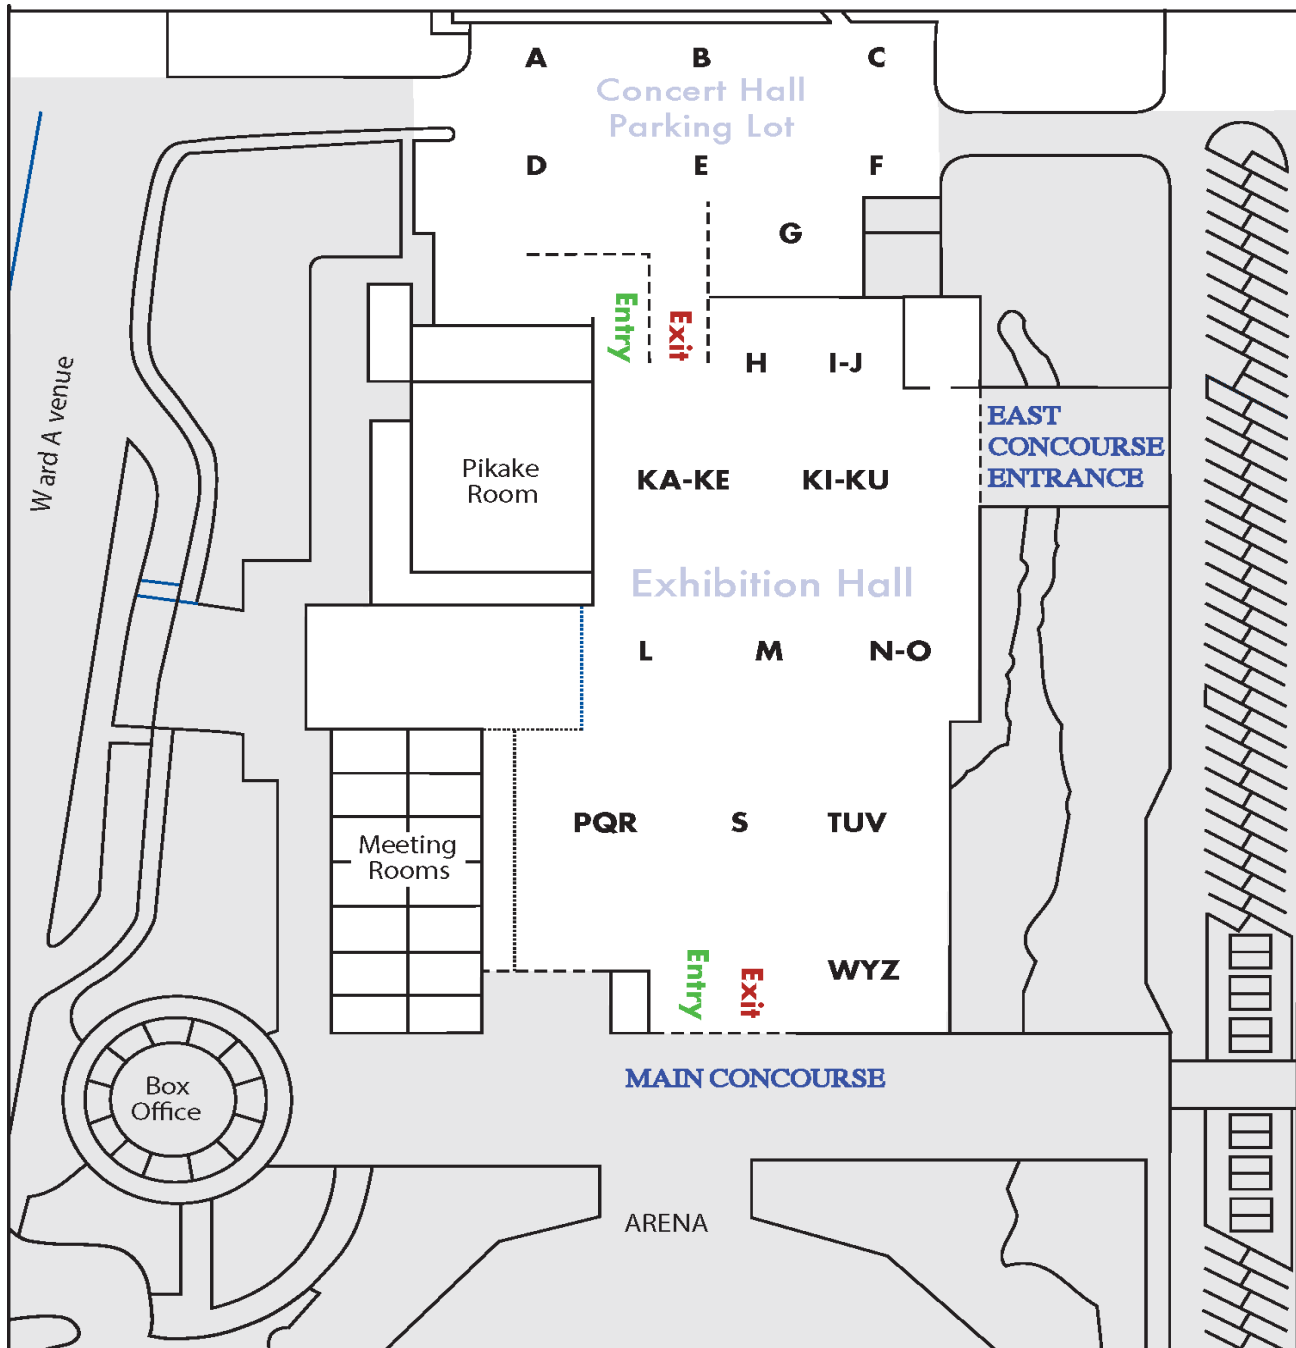 A B C
Concert Hall
Parking Lot
D E F
G
Entry
Exit
H I-J
Ward Avenue
EAST
CONCOURSE
ENTRANCE
Pikake
Room
KA-KE KI-KU
Exhibition Hall
L M N-O
PQR S TUV
Meeting
Rooms
Entry
Exit
WYZ
MAIN CONCOURSE
Box
Office
ARENA